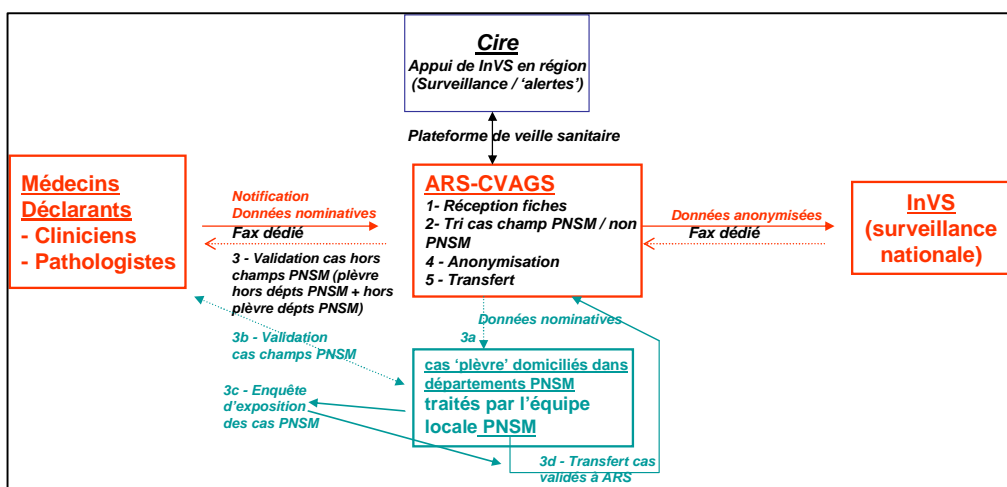 Cire
Appui de InVS en région
(Surveillance / 'alertes')
Plateforme de veille sanitaire
Médecins
Déclarants
- Cliniciens
- Pathologistes
Notification
Données nominatives
Fax dédié
3 - Validation cas hors
champs PNSM (plèvre
hors dépts PNSM + hors
plèvre dépts PNSM)
ARS-CVAGS
1- Réception fiches
2- Tri cas champ PNSM / non
PNSM
4 - Anonymisation
5 - Transfert
Données anonymisées
Fax dédié
InVS
(surveillance
nationale)
Données nominatives
3a
3b - Validation
cas champs PNSM
cas 'plèvre' domiciliés dans
départements PNSM
traités par l'équipe
locale PNSM
3c - Enquête
d'exposition
des cas PNSM
3d - Transfert cas
validés à ARS